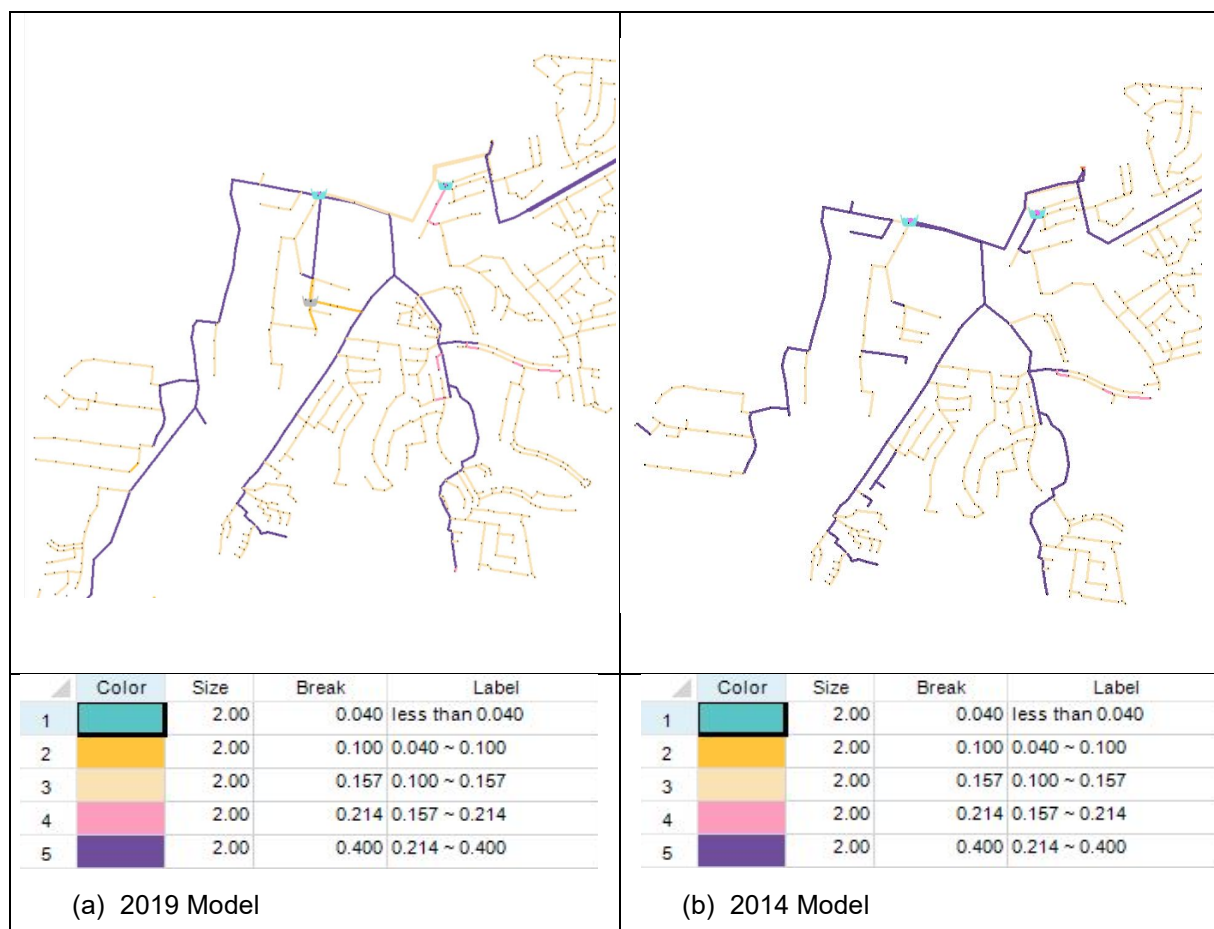 Color Size Break Label
1 2.00 0.040 less than 0.040
2 2.00 0.100 0.040 ~ 0.100
3 2.00 0.157 0.100 ~ 0.157
4 2.00 0.214 0.157 ~ 0.214
5 2.00 0.400 0.214 ~ 0.400
(a) 2019 Model
Color Size Break Label
1 2.00 0.040 less than 0.040
2 2.00 0.100 0.040 ~ 0.100
3 2.00 0.157 0.100 ~ 0.157
4 2.00 0.214 0.157 ~ 0.214
5 2.00 0.400 0.214 ~ 0.400
(b) 2014 Model